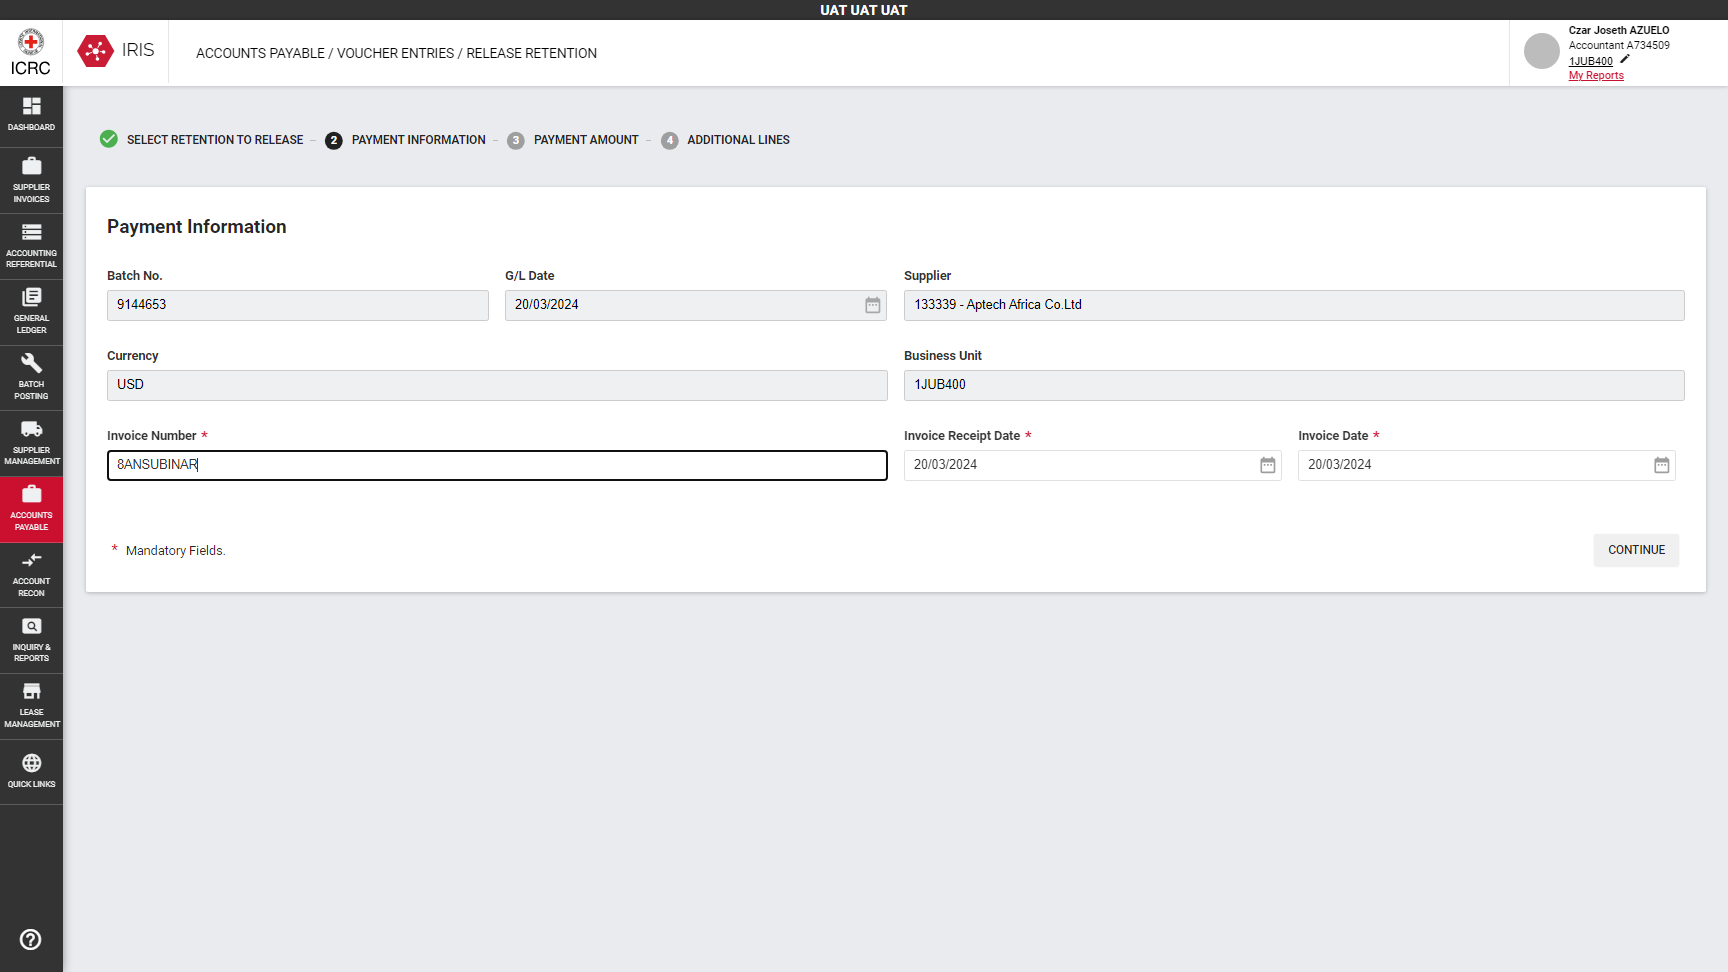 UAT UAT UAT
ICRC
IRIS
ACCOUNTS PAYABLE / VOUCHER ENTRIES / RELEASE RETENTION
Czar Joseth AZUELO
Accountant A734509
1JUB400
My Reports
DASHBOARD
SUPPLIER
INVOICES
ACCOUNTING
REFERENTIAL
GENERAL
LEDGER
BATCH
POSTING
SUPPLIER
MANAGEMENT
ACCOUNTS
PAYABLE
ACCOUNT
RECON
INQUIRY &
REPORTS
LEASE
MANAGEMENT
QUICK LINKS
SELECT RETENTION TO RELEASE – 2 PAYMENT INFORMATION – 3 PAYMENT AMOUNT – 4 ADDITIONAL LINES
Payment Information
Batch No. G/L Date Supplier
9144653 20/03/2024 133339 - Aptech Africa Co.Ltd
Currency Business Unit
USD 1JUB400
Invoice Number * Invoice Receipt Date * Invoice Date *
8ANSUBINAR 20/03/2024 20/03/2024
* Mandatory Fields.
CONTINUE